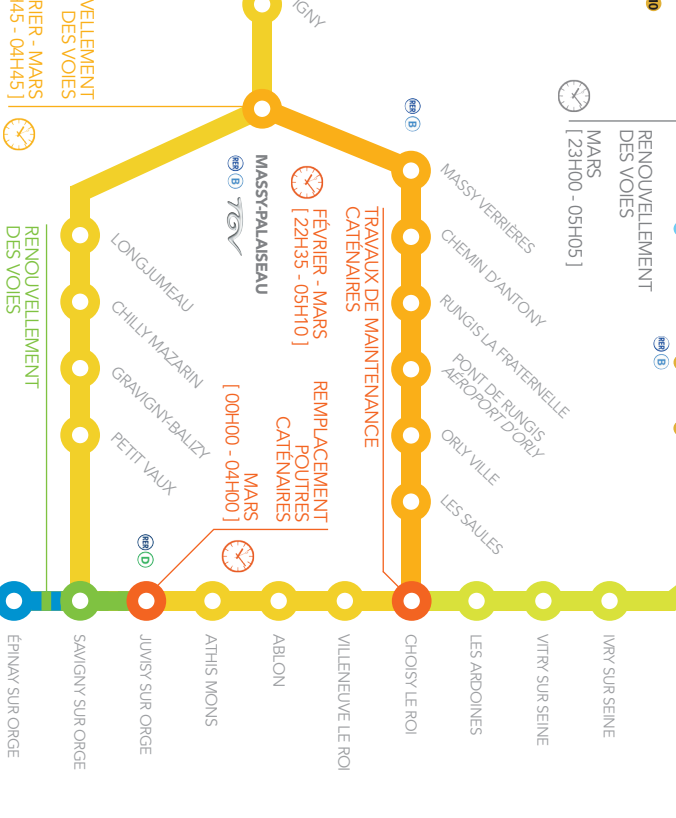 IGNY
VELLEMENT
DES VOIES
RIER - MARS
H45 - 04H45 ]
10
RENOUVELLEMENT
DES VOIES
MARS
[ 23H00 - 05H05 ]
RER B
MASSY-PALAISEAU
RER B TGV
FÉVRIER - MARS
[ 22H35 - 05H10 ]
TRAVAUX DE MAINTENANCE
CATÉNAIRES
MASSY VERRIÈRES
CHEMIN D'ANTONY
RUNGIS LA FRATERNELLE
PONT DE RUNGIS
AÉROPORT D'ORLY
ORLY VILLE
LES SAULES
RER B
LONGJUMEAU
CHILLY MAZARIN
GRAVIGNY-BALIZY
PETIT VAUX
RENOUVELLEMENT
DES VOIES
REMPLACEMENT
POUTRES
CATÉNAIRES
MARS
[ 00H00 - 04H00 ]
RER D
IVRY SUR SEINE
VITRY SUR SEINE
LES ARDOINES
CHOISY LE ROI
VILLENEUVE LE ROI
ABLON
ATHIS MONS
JUVISY SUR ORGE
SAVIGNY SUR ORGE
ÉPINAY SUR ORGE